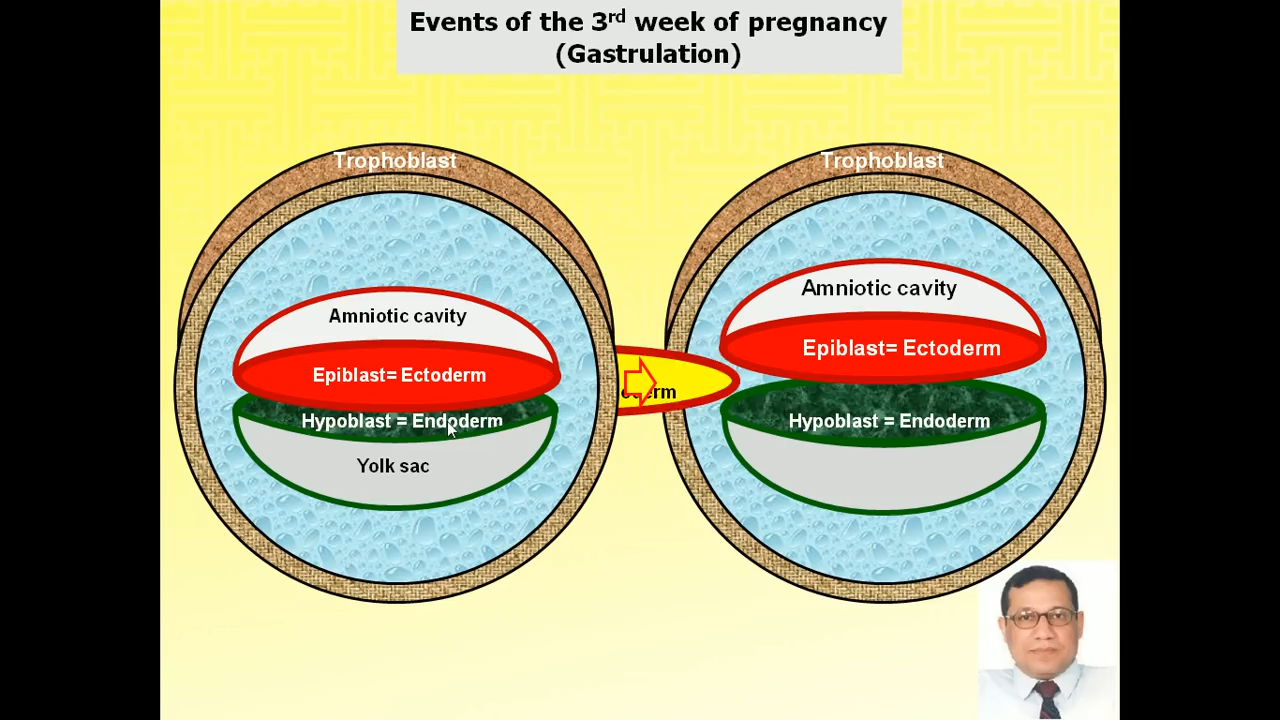 Events of the 3rd week of pregnancy
(Gastrulation)
Trophoblast
Amniotic cavity
Epiblast= Ectoderm
Hypoblast = Endoderm
Yolk sac
Trophoblast
Amniotic cavity
Epiblast= Ectoderm
Hypoblast = Endoderm